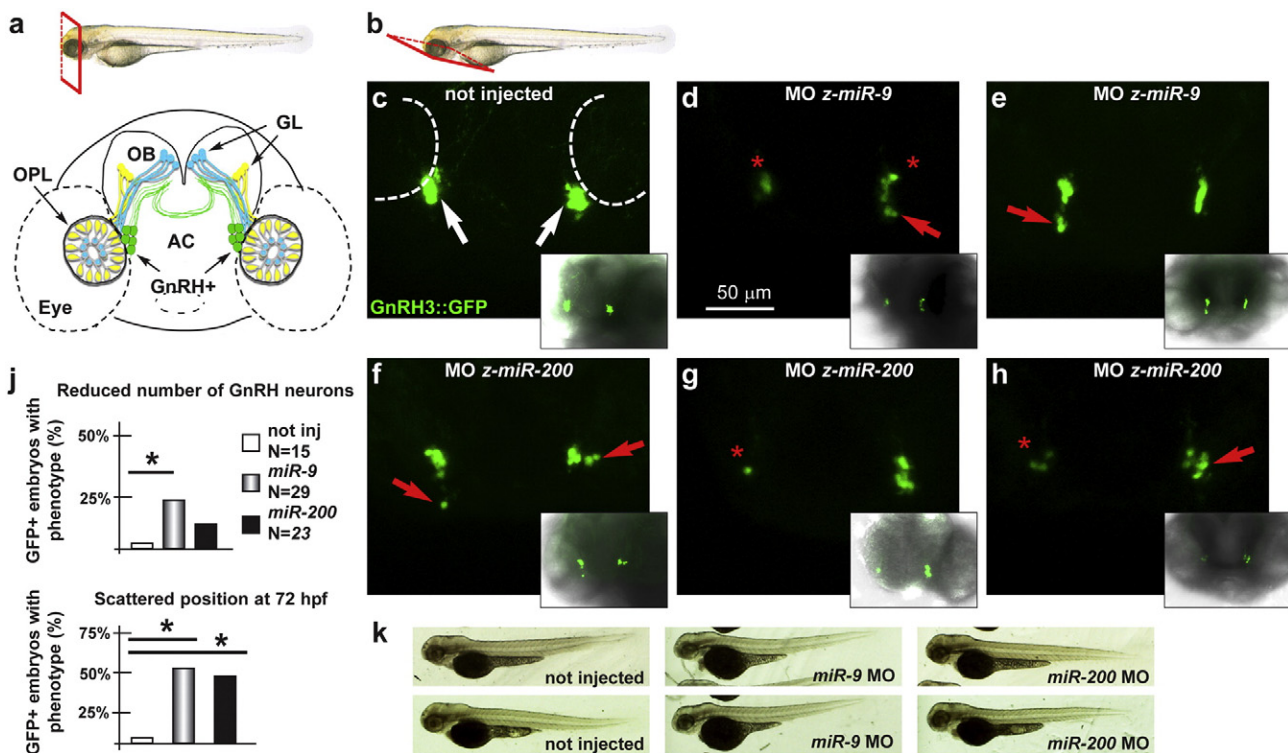 a
b
GL
OB
OPL
AC
GnRH+
Eye
c
not injected
GnRH3::GFP
d
MO z-miR-9
*
*
50 μm
e
MO z-miR-9
f
MO z-miR-200
g
MO z-miR-200
*
h
MO z-miR-200
*
j
Reduced number of GnRH neurons
GFP+ embryos with
phenotype (%)
50%
25%
*
not inj
N=15
miR-9
N=29
miR-200
N=23
Scattered position at 72 hpf
GFP+ embryos with
phenotype (%)
75%
50%
25%
*
*
k
not injected
miR-9 MO
miR-200 MO
not injected
miR-9 MO
miR-200 MO